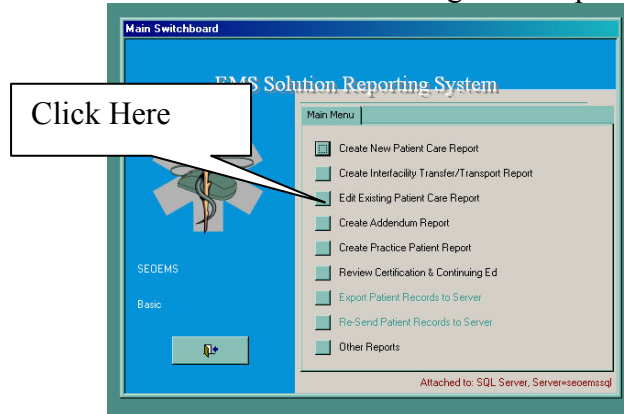 Main Switchboard
EMS Solution Reporting System
Click Here
Main Menu
Create New Patient Care Report
Create Interfacility Transfer/Transport Report
Edit Existing Patient Care Report
Create Addendum Report
Create Practice Patient Report
SEOEMS
Review Certification & Continuing Ed
Basic
Export Patient Records to Server
Re-Send Patient Records to Server
Other Reports
Attached to: SQL Server, Server=seoemssql